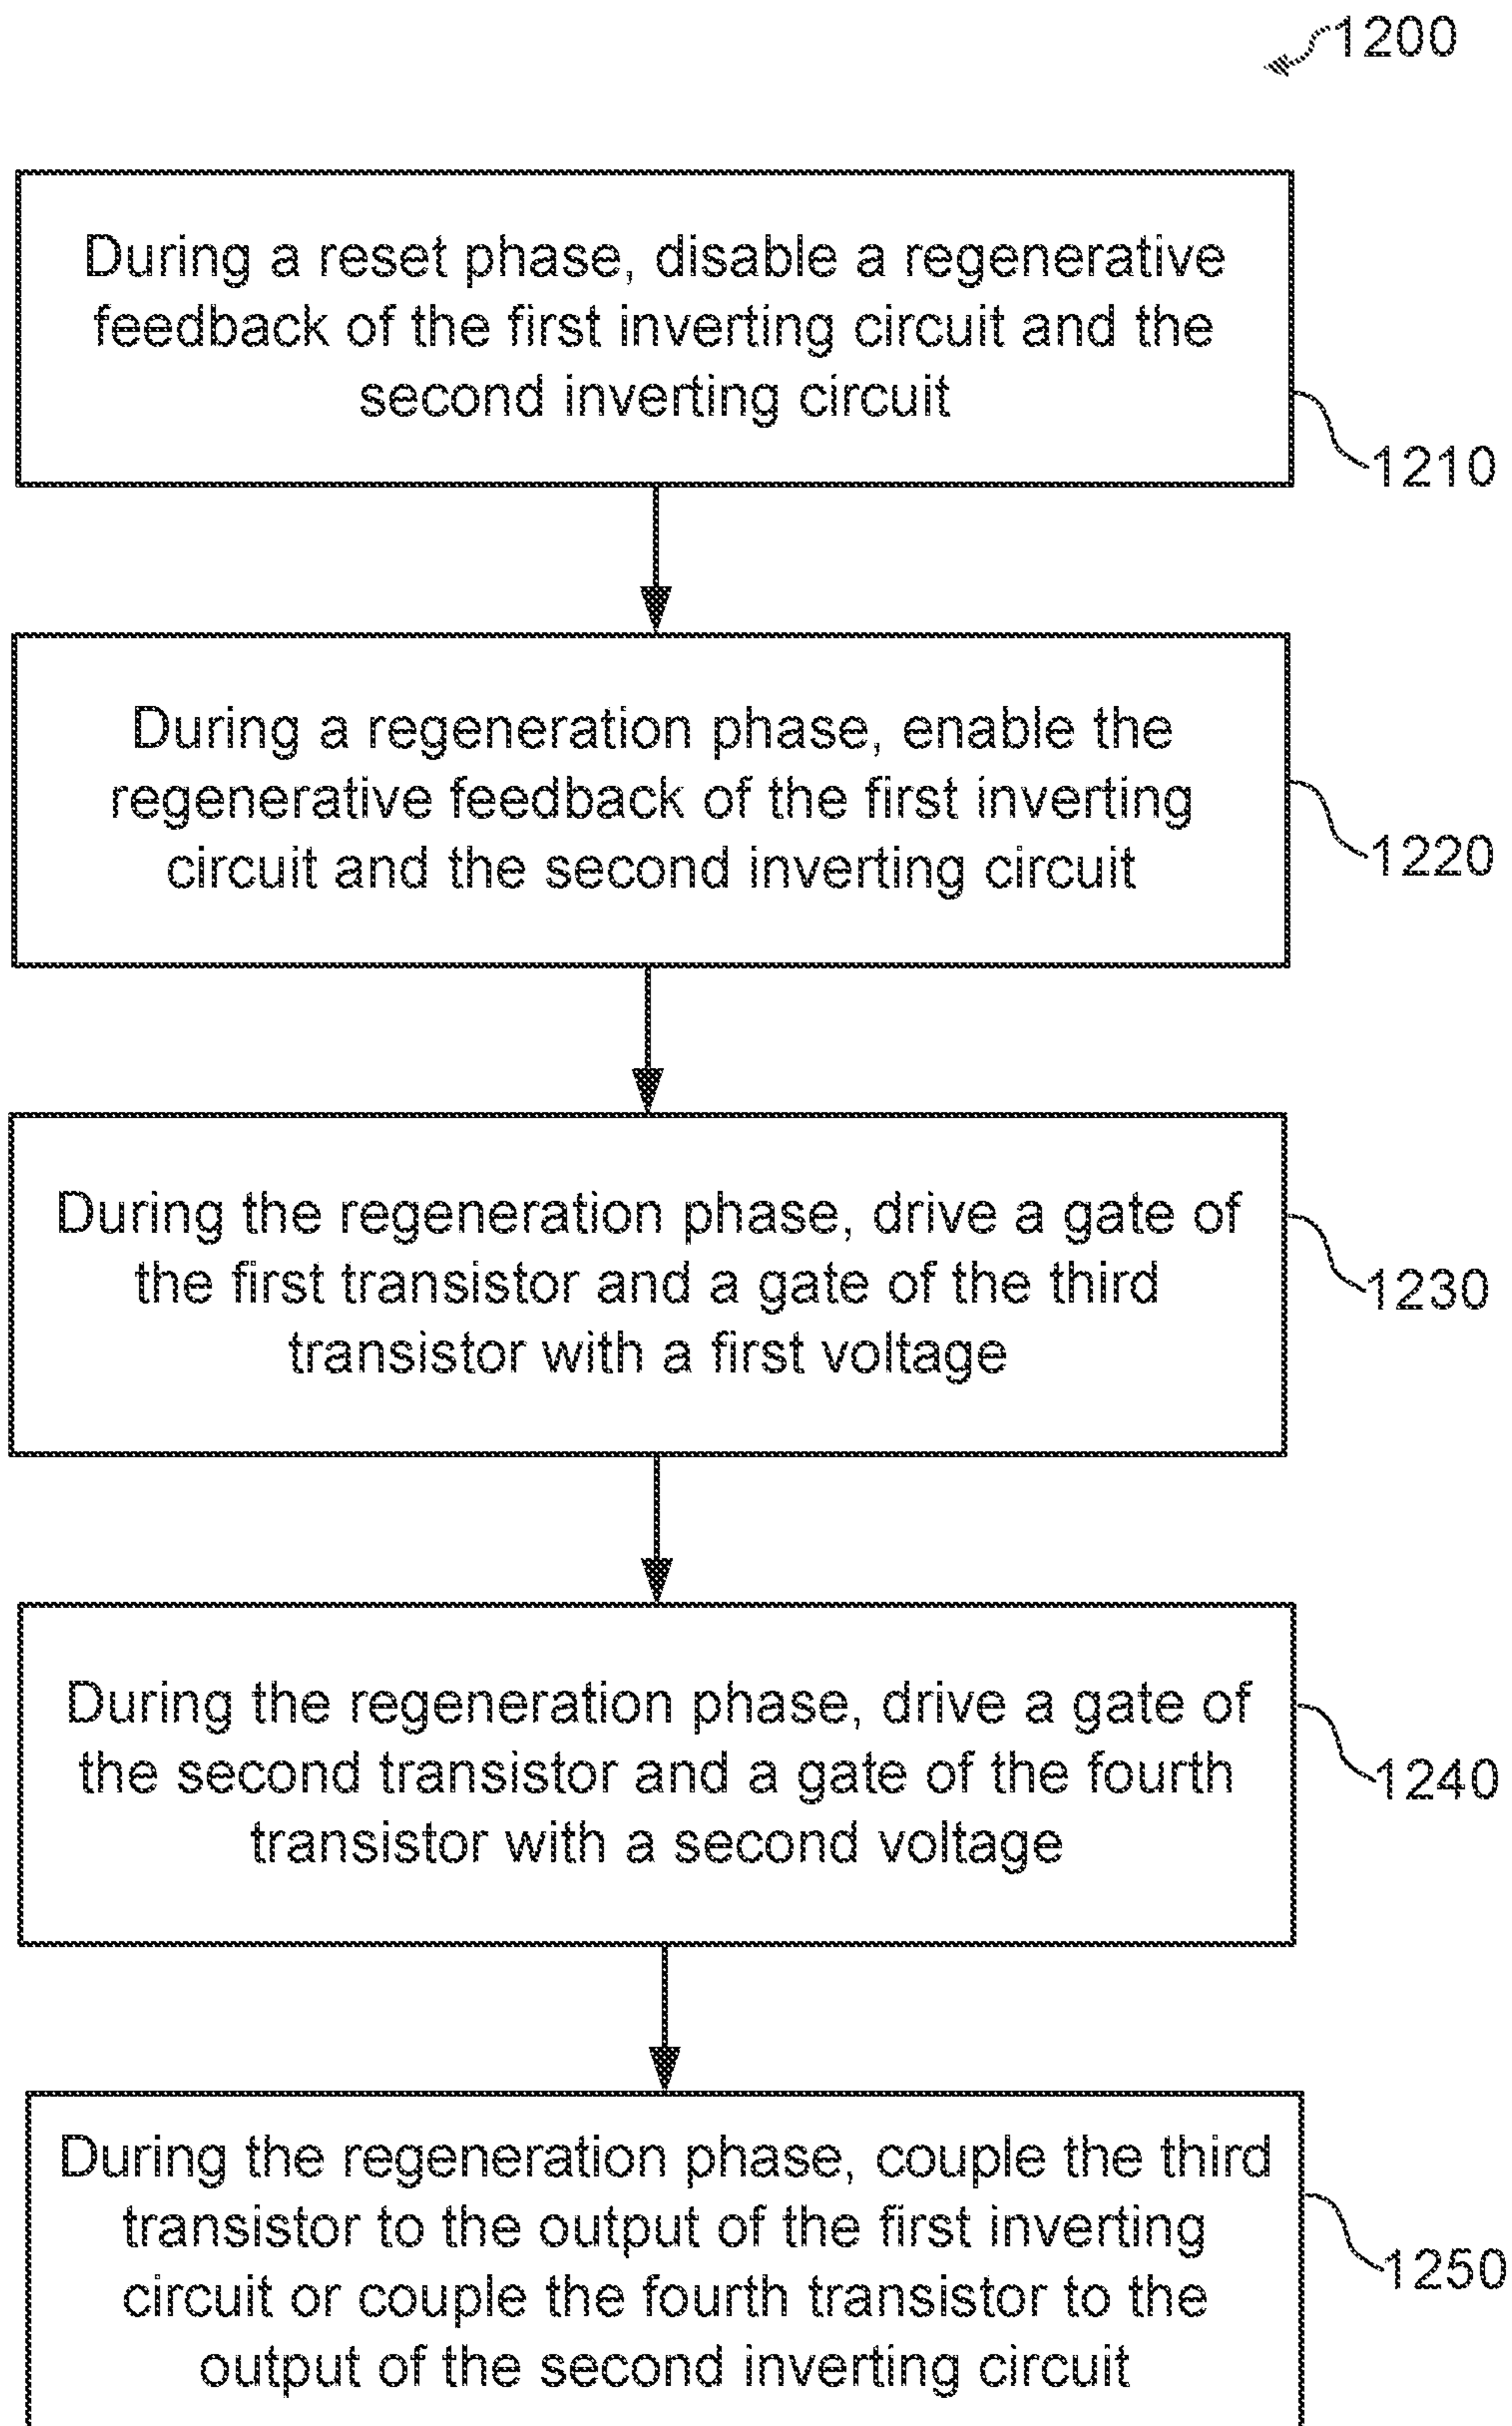 1200
During a reset phase, disable a regenerative
feedback of the first inverting circuit and the
second inverting circuit
1210
During a regeneration phase, enable the
regenerative feedback of the first inverting
circuit and the second inverting circuit
1220
During the regeneration phase, drive a gate of
the first transistor and a gate of the third
transistor with a first voltage
1230
During the regeneration phase, drive a gate of
the second transistor and a gate of the fourth
transistor with a second voltage
1240
During the regeneration phase, couple the third
transistor to the output of the first inverting
circuit or couple the fourth transistor to the
output of the second inverting circuit
1250